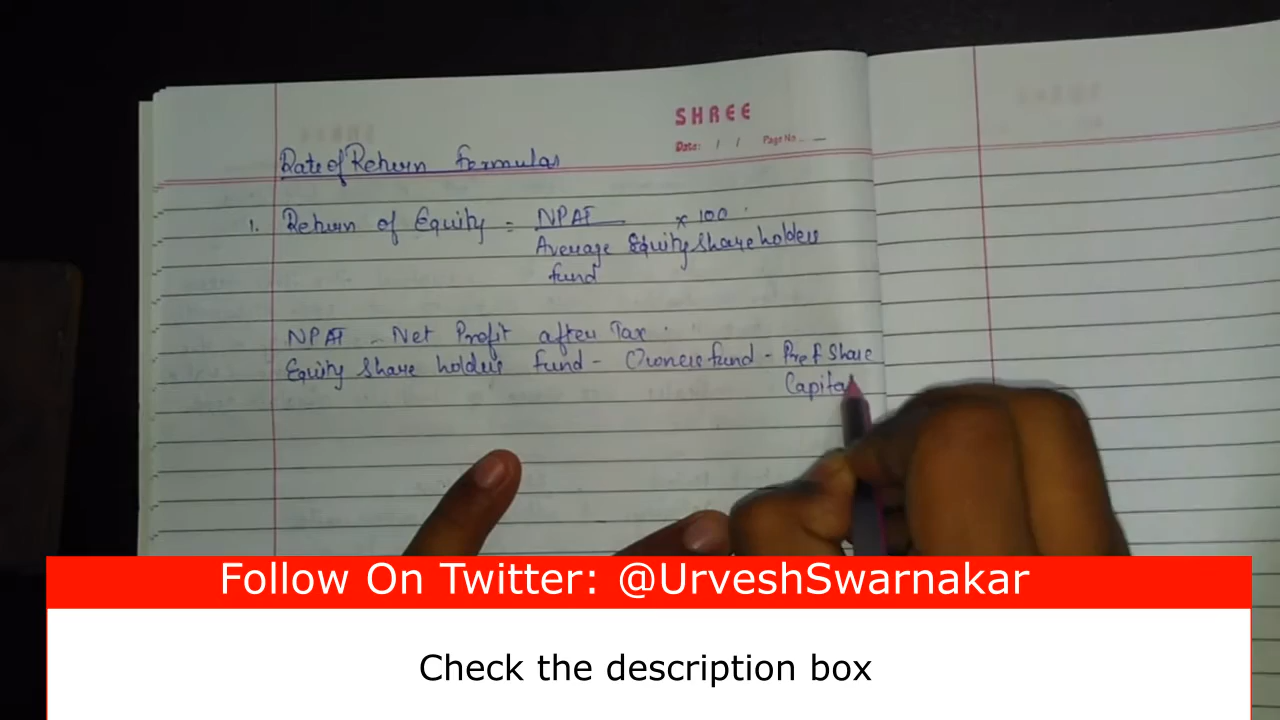 SHREE
Date: / / Page No.
Rate of Return Formulas
1. Return of Equity = NPAT × 100
Average Equity Share holders
fund
NPAT - Net Profit after Tax
Equity Share holders fund - Owners fund - Pref Share
Capita
Follow On Twitter: @UrveshSwarnakar
Check the description box